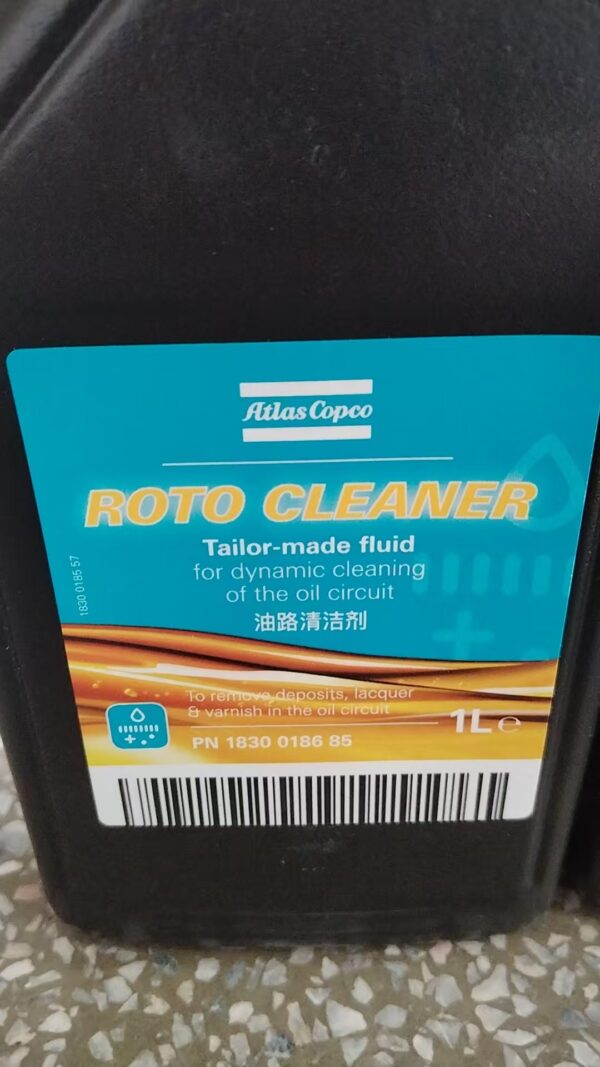 Atlas Copco
ROTO CLEANER
Tailor-made fluid
for dynamic cleaning
of the oil circuit
油路清洁剂
1830 0185 57
To remove deposits, lacquer
& varnish in the oil circuit
1L ℮
PN 1830 0186 85